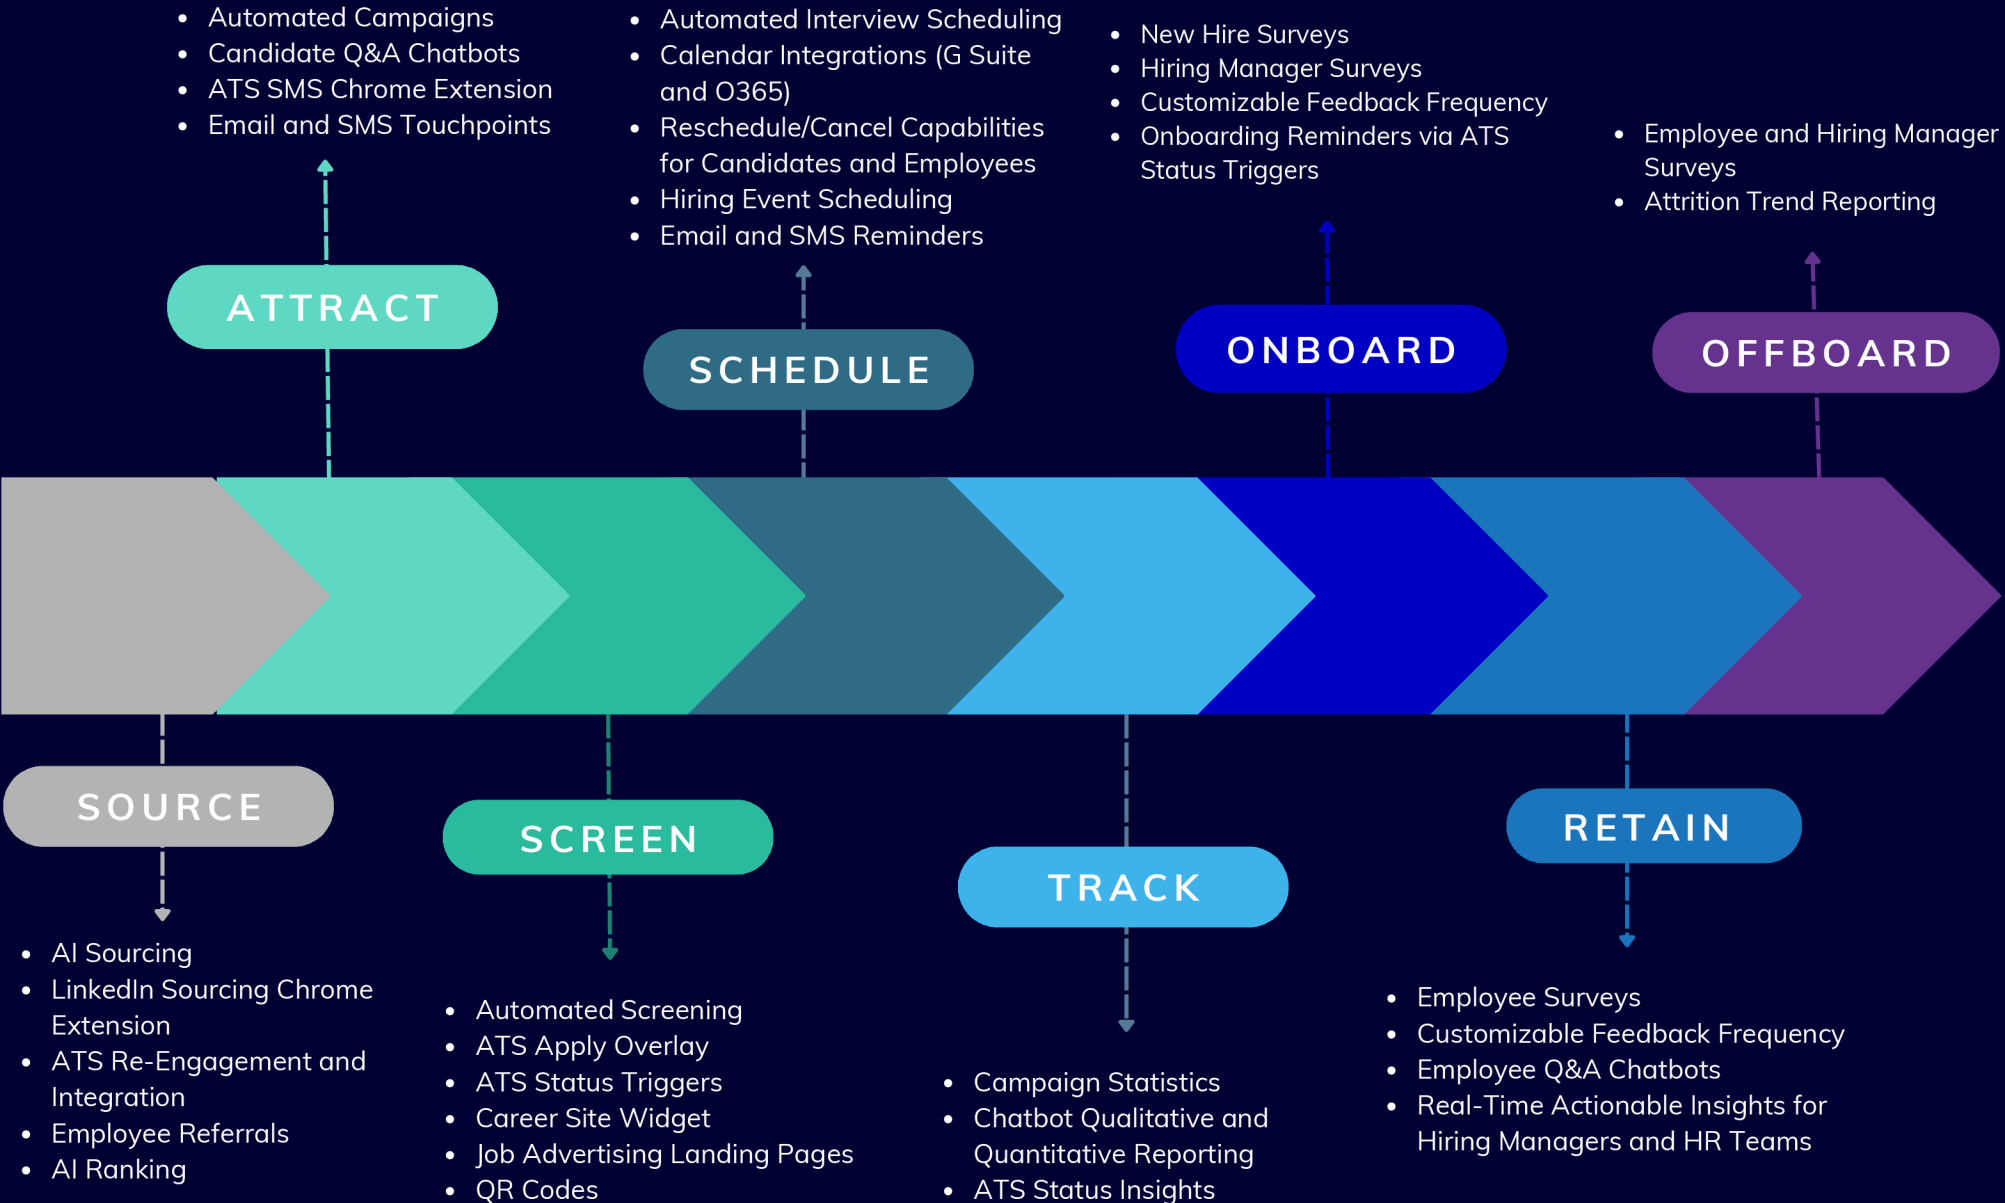 • Automated Campaigns
• Candidate Q&A Chatbots
• ATS SMS Chrome Extension
• Email and SMS Touchpoints
ATTRACT
• Automated Interview Scheduling
• Calendar Integrations (G Suite
and O365)
• Reschedule/Cancel Capabilities
for Candidates and Employees
• Hiring Event Scheduling
• Email and SMS Reminders
SCHEDULE
• New Hire Surveys
• Hiring Manager Surveys
• Customizable Feedback Frequency
• Onboarding Reminders via ATS
Status Triggers
ONBOARD
• Employee and Hiring Manager
Surveys
• Attrition Trend Reporting
OFFBOARD
SOURCE
• AI Sourcing
• LinkedIn Sourcing Chrome
Extension
• ATS Re-Engagement and
Integration
• Employee Referrals
• AI Ranking
SCREEN
• Automated Screening
• ATS Apply Overlay
• ATS Status Triggers
• Career Site Widget
• Job Advertising Landing Pages
• QR Codes
TRACK
• Campaign Statistics
• Chatbot Qualitative and
Quantitative Reporting
• ATS Status Insights
RETAIN
• Employee Surveys
• Customizable Feedback Frequency
• Employee Q&A Chatbots
• Real-Time Actionable Insights for
Hiring Managers and HR Teams